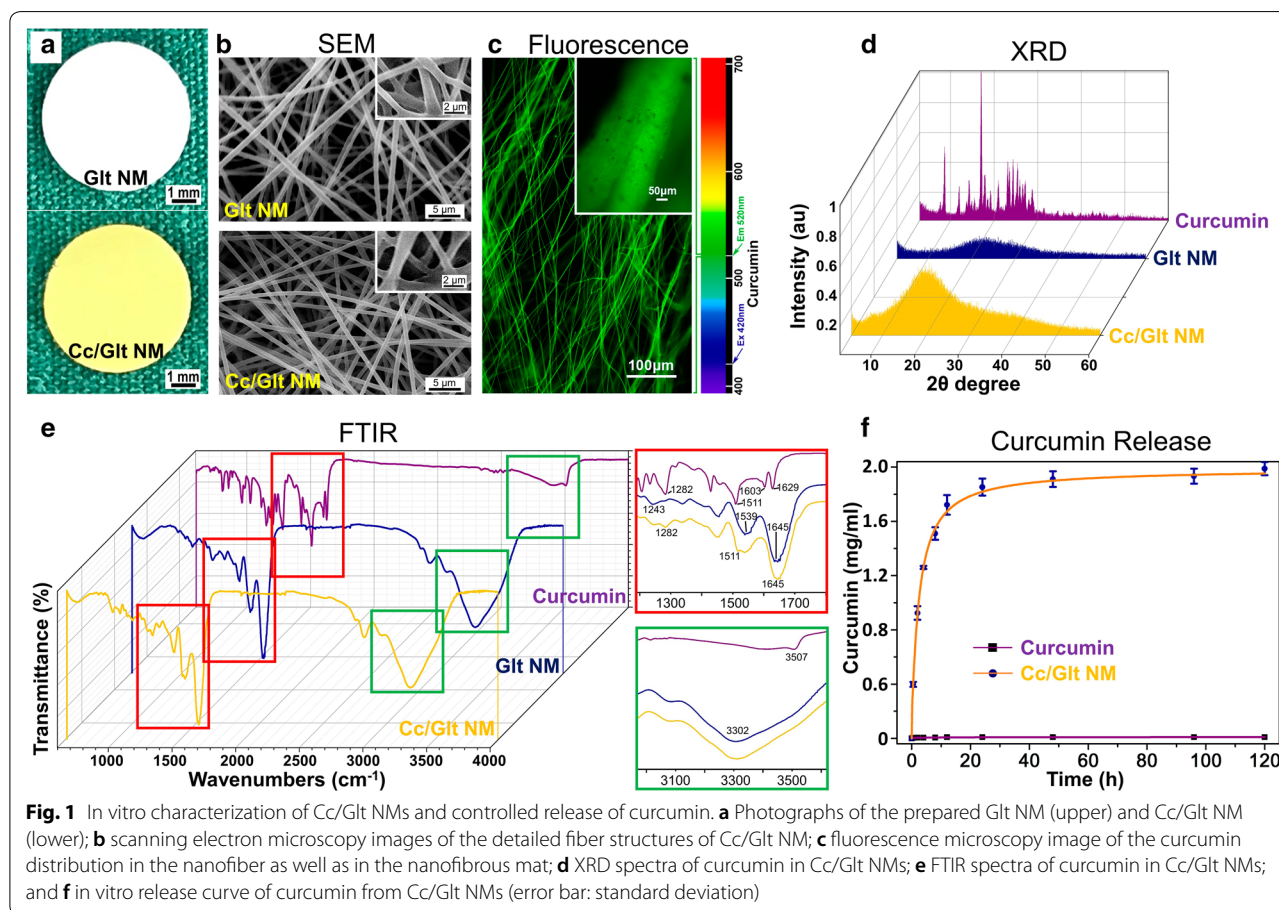 a
Glt NM
1 mm
Cc/Glt NM
1 mm
b
SEM
2 µm
Glt NM
5 µm
2 µm
Cc/Glt NM
5 µm
c
Fluorescence
50µm
100µm
700
600
Em 520nm
500
Curcumin
Ex 420nm
400
d
XRD
1
0.8
0.6
0.4
0.2
Intensity (au)
Curcumin
Glt NM
Cc/Glt NM
10 20 30 40 50 60
2θ degree
e
FTIR
Transmittance (%)
Curcumin
Glt NM
Cc/Glt NM
1000 1500 2000 2500 3000 3500 4000
Wavenumbers (cm-1)
1282
1603
1629
1511
1243
1539
1645
1282
1511
1645
1300 1500 1700
3507
3302
3100 3300 3500
f
Curcumin Release
2.0
1.6
1.2
0.8
0.6
0
Curcumin (mg/ml)
Curcumin
Cc/Glt NM
0 20 40 60 80 100 120
Time (h)
Fig. 1 In vitro characterization of Cc/Glt NMs and controlled release of curcumin. a Photographs of the prepared Glt NM (upper) and Cc/Glt NM
(lower); b scanning electron microscopy images of the detailed fiber structures of Cc/Glt NM; c fluorescence microscopy image of the curcumin
distribution in the nanofiber as well as in the nanofibrous mat; d XRD spectra of curcumin in Cc/Glt NMs; e FTIR spectra of curcumin in Cc/Glt NMs;
and f in vitro release curve of curcumin from Cc/Glt NMs (error bar: standard deviation)